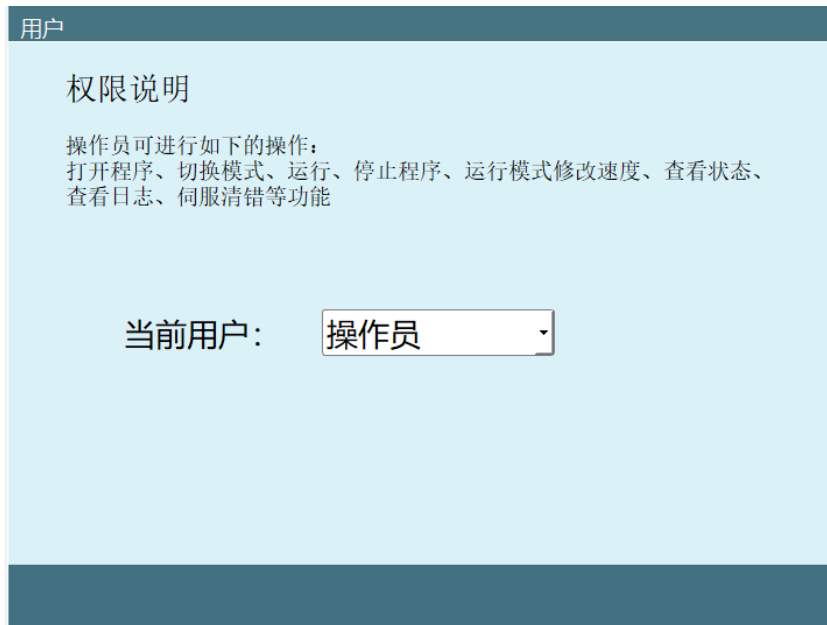 用户
权限说明
操作员可进行如下的操作：
打开程序、切换模式、运行、停止程序、运行模式修改速度、查看状态、
查看日志、伺服清错等功能
当前用户： 操作员